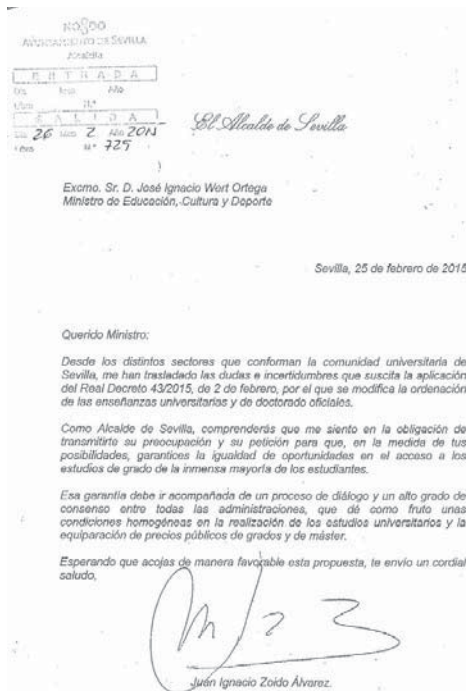 NO8DO
AYUNTAMIENTO DE SEVILLA
Alcaldía
ENTRADA
Día Mes Año
Libro N.º
SALIDA
Día 26 Mes 2 Año
Libro N.º 725
El Alcalde de Sevilla
Excmo. Sr. D. José Ignacio Wert Ortega
Ministro de Educación, Cultura y Deporte
Sevilla, 25 de febrero de 2015
Querido Ministro:
Desde los distintos sectores que conforman la comunidad universitaria de
Sevilla, me han trasladado las dudas e incertidumbres que suscita la aplicación
del Real Decreto 43/2015, de 2 de febrero, por el que se modifica la ordenación
de las enseñanzas universitarias y de doctorado oficiales.
Como Alcalde de Sevilla, comprenderás que me siento en la obligación de
transmitirte su preocupación y su petición para que, en la medida de tus
posibilidades, garantices la igualdad de oportunidades en el acceso a los
estudios de grado de la inmensa mayoría de los estudiantes.
Esa garantía debe ir acompañada de un proceso de diálogo y un alto grado de
consenso entre todas las administraciones, que dé como fruto unas
condiciones homogéneas en la realización de los estudios universitarios y la
equiparación de precios públicos de grados y de máster.
Esperando que acojas de manera favorable esta propuesta, te envío un cordial
saludo,
Juan Ignacio Zoido Álvarez.